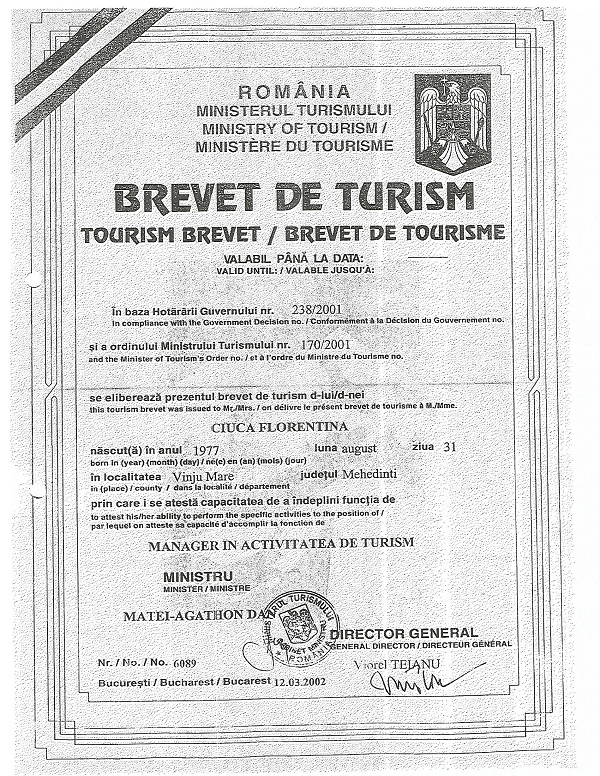 ROMÂNIA
MINISTERUL TURISMULUI
MINISTRY OF TOURISM /
MINISTÈRE DU TOURISME
BREVET DE TURISM
TOURISM BREVET / BREVET DE TOURISME
VALABIL PÂNĂ LA DATA:
VALID UNTIL: / VALABLE JUSQU'À:
În baza Hotărârii Guvernului nr. 238/2001
In compliance with the Government Decision no. / Conformément à la Décision du Gouvernement no.
și a ordinului Ministrului Turismului nr. 170/2001
and the Minister of Tourism's Order no. / et à l'ordre du Ministre du Tourisme no.
se eliberează prezentul brevet de turism d-lui/d-nei
this tourism brevet was issued to Mr./Mrs. / on délivre le présent brevet de tourisme à M./Mme.
CIUCA FLORENTINA
născut(ă) în anul 1977 luna august ziua 31
born in (year) (month) (day) / né(e) en (an) (mois) (jour)
în localitatea Vinju Mare județul Mehedinti
in (place) / county / dans la localité / département
prin care i se atestă capacitatea de a îndeplini funcția de
to attest his/her ability to perform the specific activities to the position of /
par lequel on atteste sa capacité d'accomplir la fonction de
MANAGER IN ACTIVITATEA DE TURISM
MINISTRU
MINISTER / MINISTRE
MATEI-AGATHON
MINISTERUL TURISMULUI
CABINET MINISTRU
ROMÂNIA
DIRECTOR GENERAL
GENERAL DIRECTOR / DIRECTEUR GÉNÉRAL
Viorel TEIANU
Nr. / No. / No. 6089
București / Bucharest / Bucarest 12.03.2002